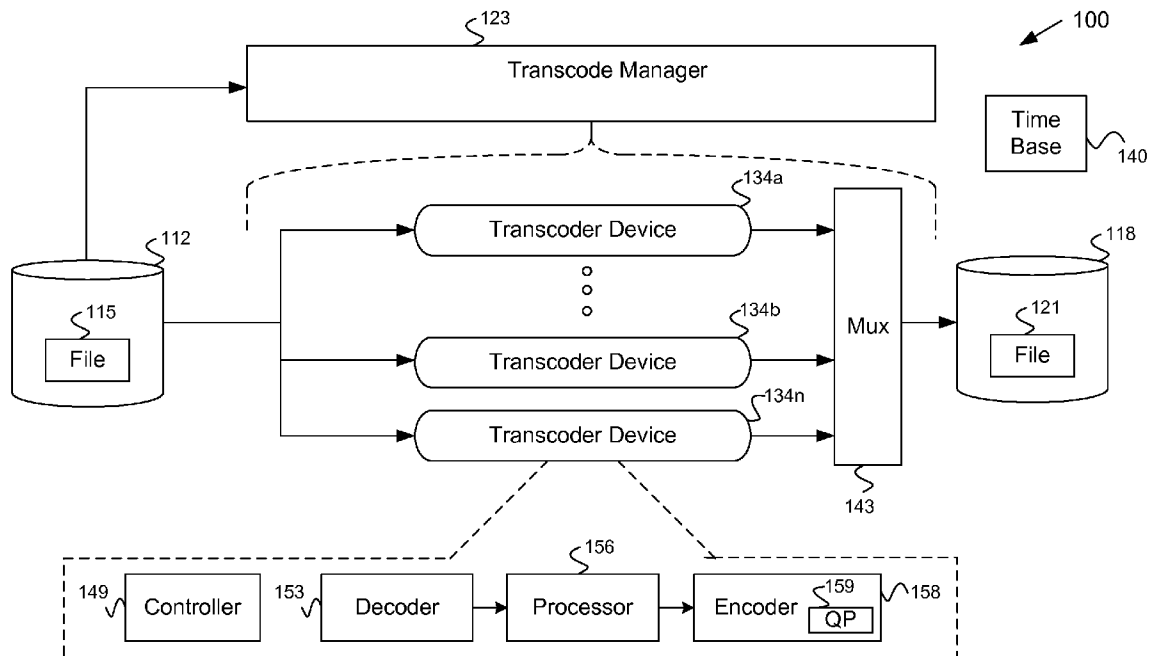 123
100
Transcode Manager
Time
Base
140
134a
Transcoder Device
112
118
115
File
134b
Transcoder Device
Mux
121
File
134n
Transcoder Device
143
156
149
Controller
153
Decoder
Processor
Encoder
159
QP
158